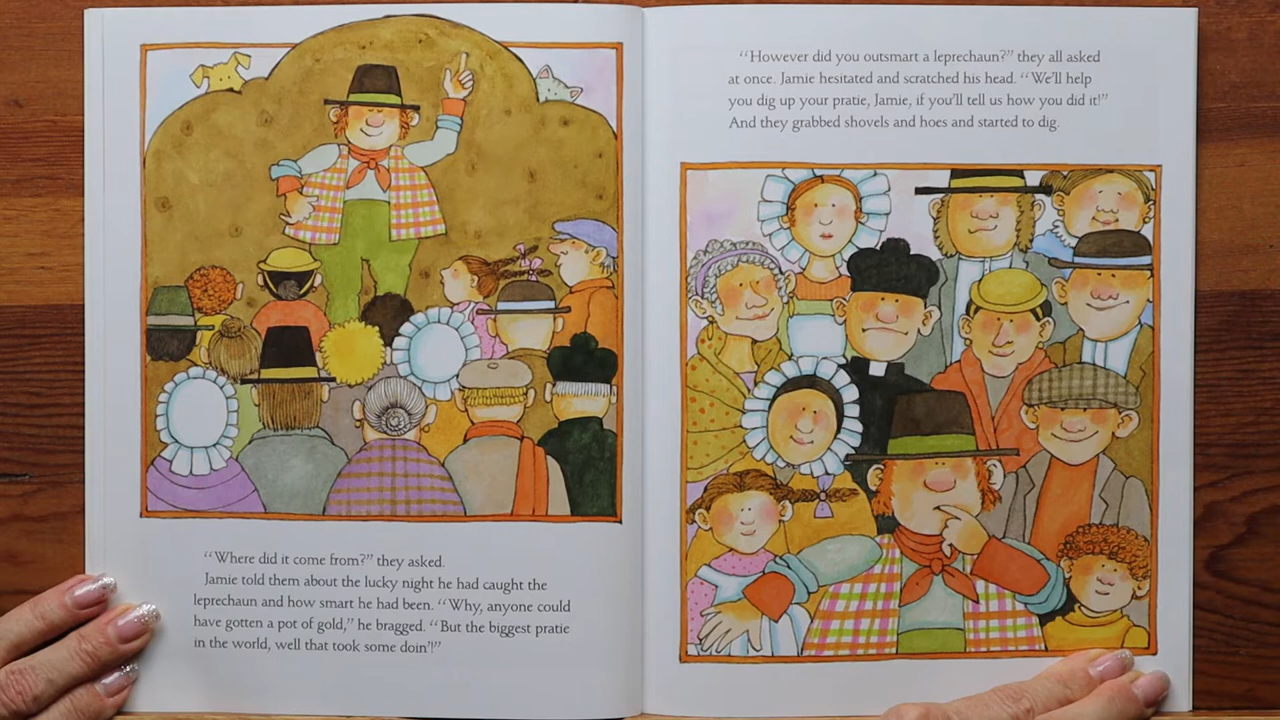 “Where did it come from?” they asked.
Jamie told them about the lucky night he had caught the
leprechaun and how smart he had been. “Why, anyone could
have gotten a pot of gold,” he bragged. “But the biggest pratie
in the world, well that took some doin’!”
“However did you outsmart a leprechaun?” they all asked
at once. Jamie hesitated and scratched his head. “We’ll help
you dig up your pratie, Jamie, if you’ll tell us how you did it!”
And they grabbed shovels and hoes and started to dig.